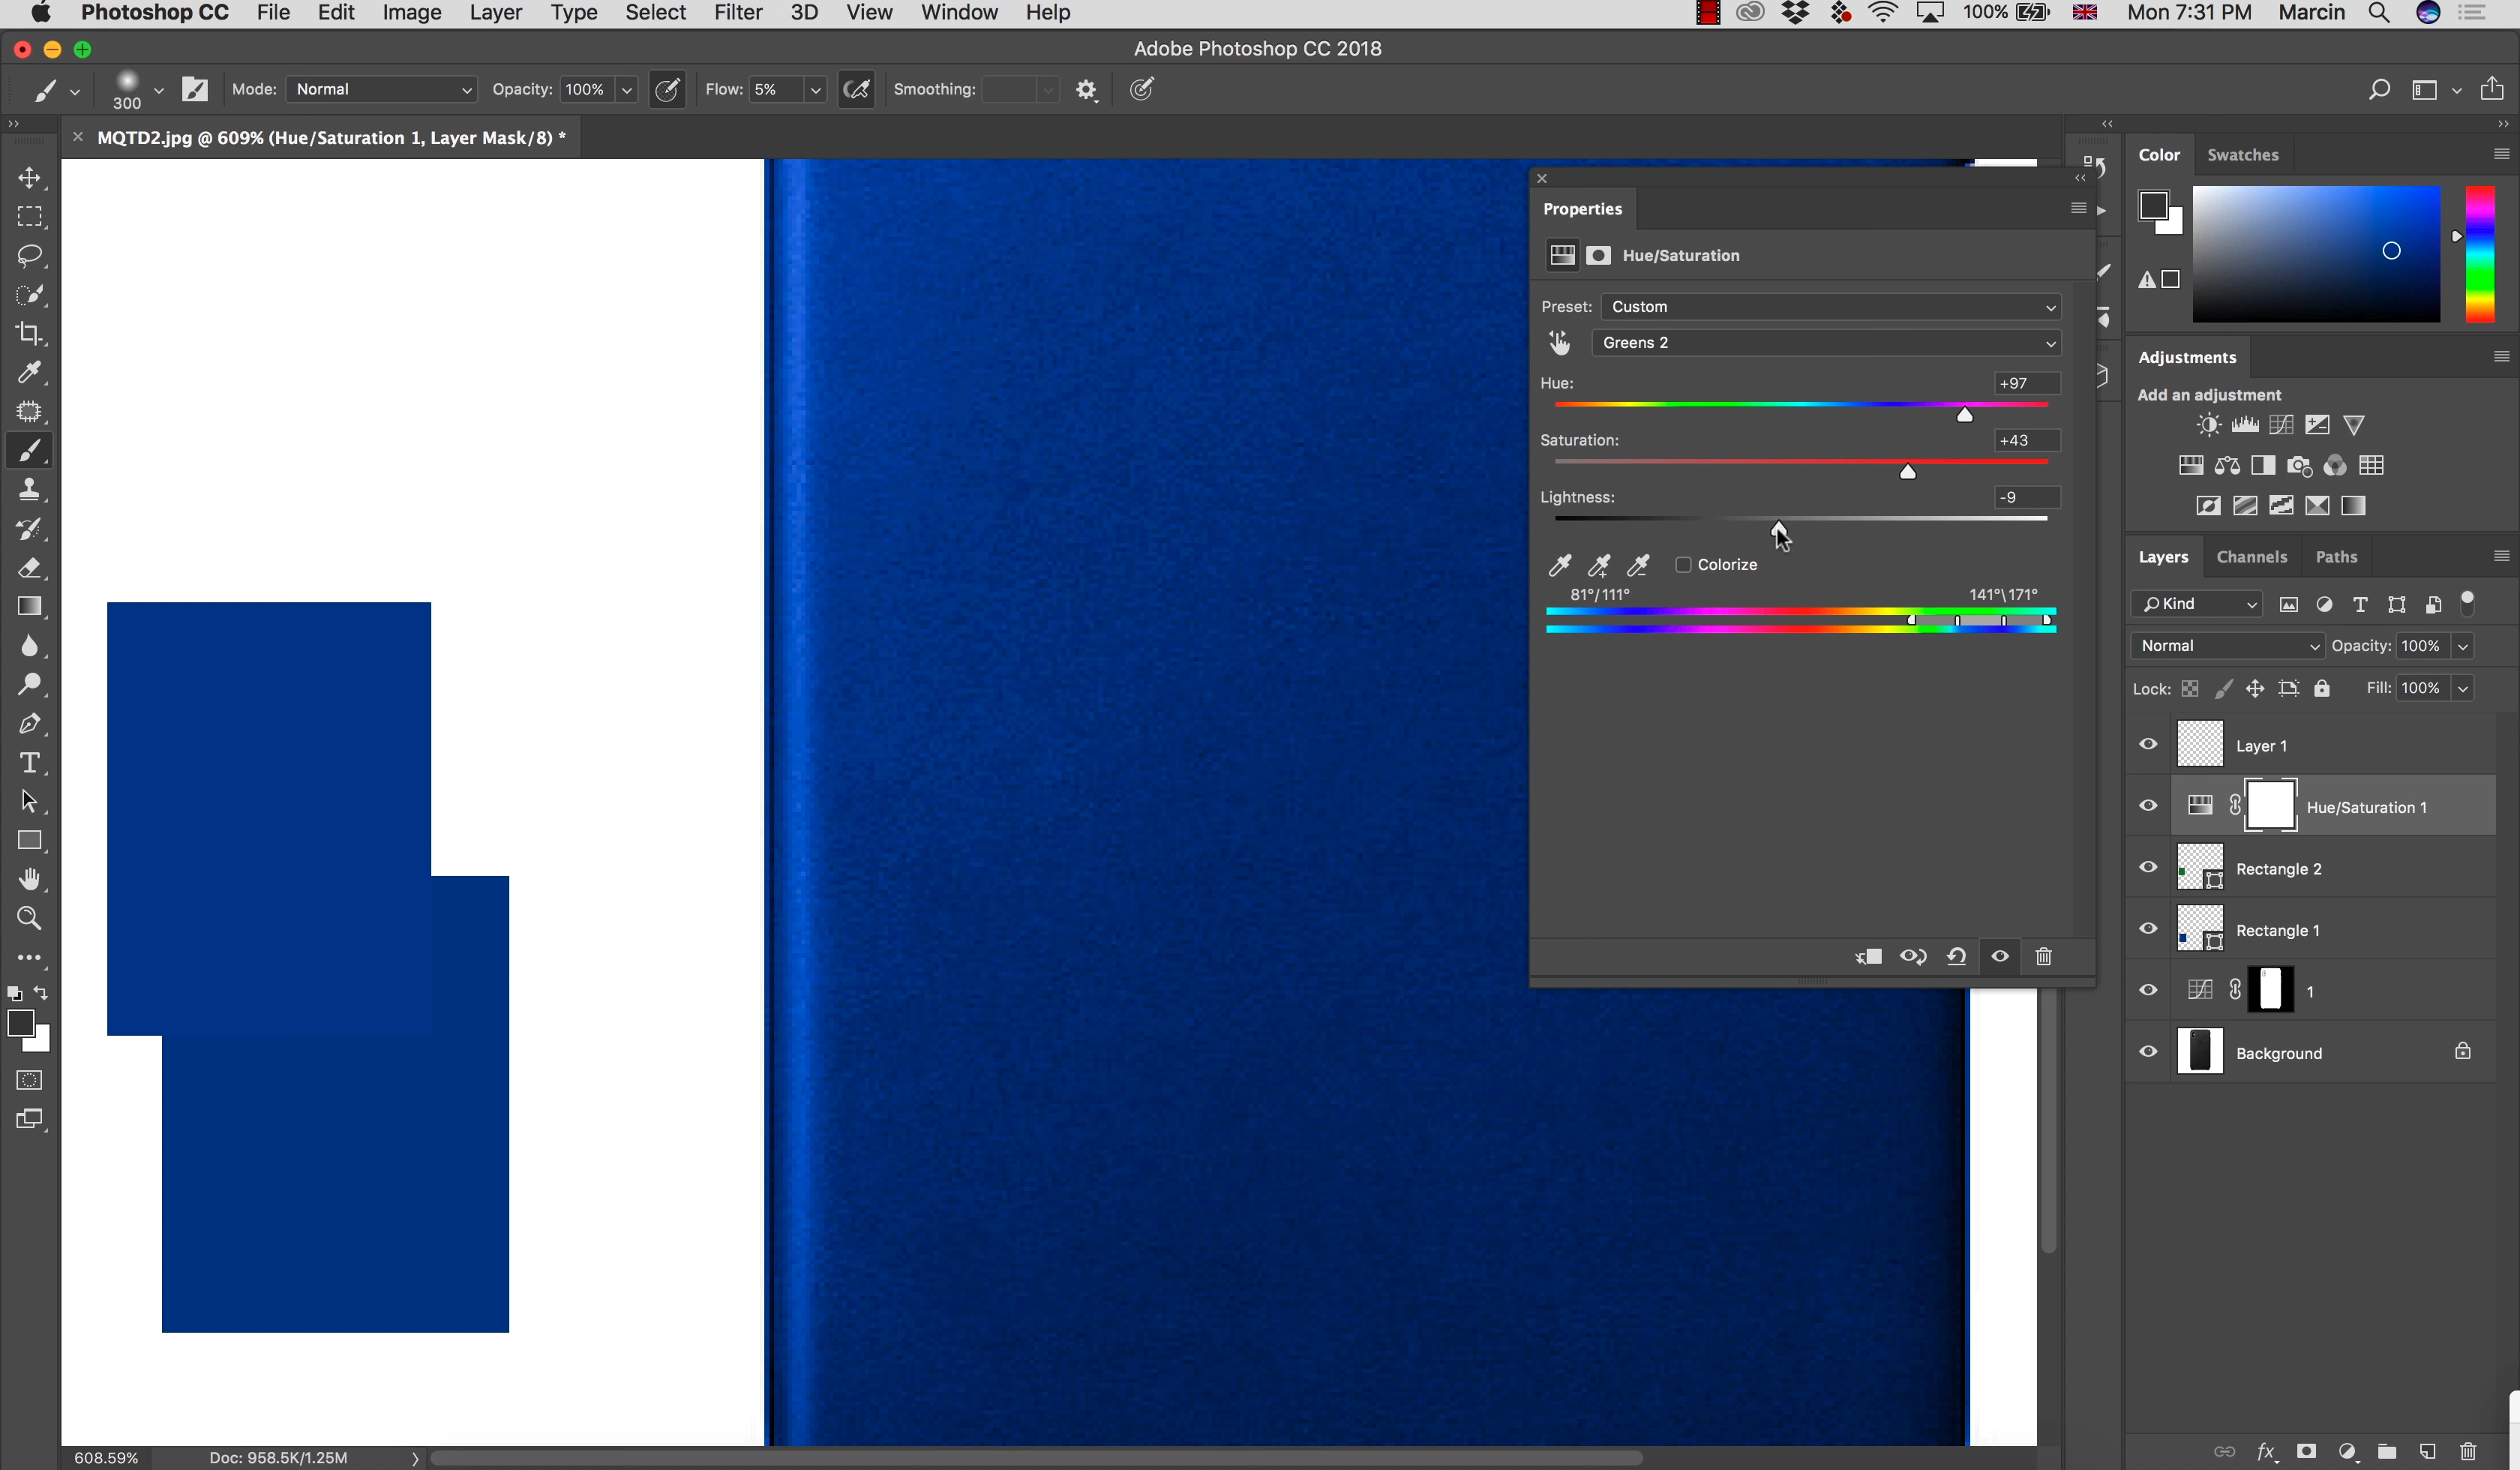 Photoshop CC File Edit Image Layer Type Select Filter 3D View Window Help 100% Mon 7:31 PM Marcin
Adobe Photoshop CC 2018
300 Mode: Normal Opacity: 100% Flow: 5% Smoothing:
MQTD2.jpg @ 609% (Hue/Saturation 1, Layer Mask/8) *
Properties
Hue/Saturation
Preset: Custom
Greens 2
Hue: +97
Saturation: +43
Lightness: -9
Colorize
81°/111° 141°\171°
Color Swatches
Adjustments
Add an adjustment
Layers Channels Paths
Kind
Normal Opacity: 100%
Lock: Fill: 100%
Layer 1
Hue/Saturation 1
Rectangle 2
Rectangle 1
1
Background
fx
608.59% Doc: 958.5K/1.25M